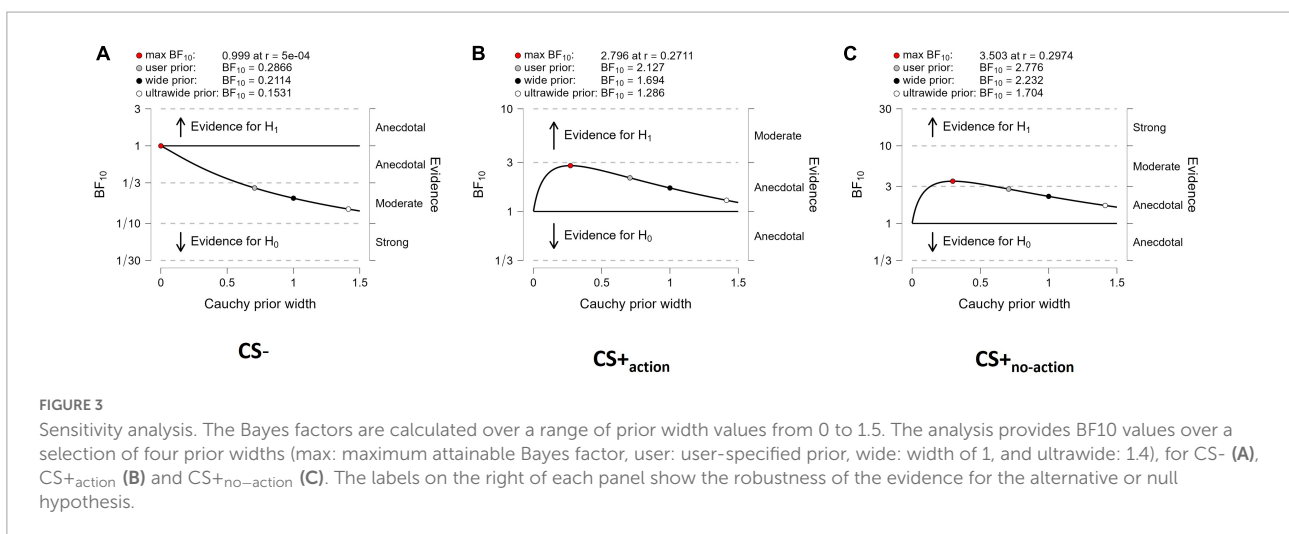 A
max BF10: 0.999 at r = 5e-04
user prior: BF10 = 0.2866
wide prior: BF10 = 0.2114
ultrawide prior: BF10 = 0.1531
3
1
1/3
1/10
1/30
BF10
Evidence for H1
Evidence for H0
Anecdotal
Anecdotal
Moderate
Strong
Evidence
0 0.5 1 1.5
Cauchy prior width
CS-
B
max BF10: 2.796 at r = 0.2711
user prior: BF10 = 2.127
wide prior: BF10 = 1.694
ultrawide prior: BF10 = 1.286
10
3
1
1/3
BF10
Evidence for H1
Evidence for H0
Moderate
Anecdotal
Anecdotal
Evidence
0 0.5 1 1.5
Cauchy prior width
CS+action
C
max BF10: 3.503 at r = 0.2974
user prior: BF10 = 2.776
wide prior: BF10 = 2.232
ultrawide prior: BF10 = 1.704
30
10
3
1
1/3
BF10
Evidence for H1
Evidence for H0
Strong
Moderate
Anecdotal
Anecdotal
Evidence
0 0.5 1 1.5
Cauchy prior width
CS+no-action
FIGURE 3
Sensitivity analysis. The Bayes factors are calculated over a range of prior width values from 0 to 1.5. The analysis provides BF10 values over a
selection of four prior widths (max: maximum attainable Bayes factor, user: user-specified prior, wide: width of 1, and ultrawide: 1.4), for CS- (A),
CS+action (B) and CS+no−action (C). The labels on the right of each panel show the robustness of the evidence for the alternative or null
hypothesis.